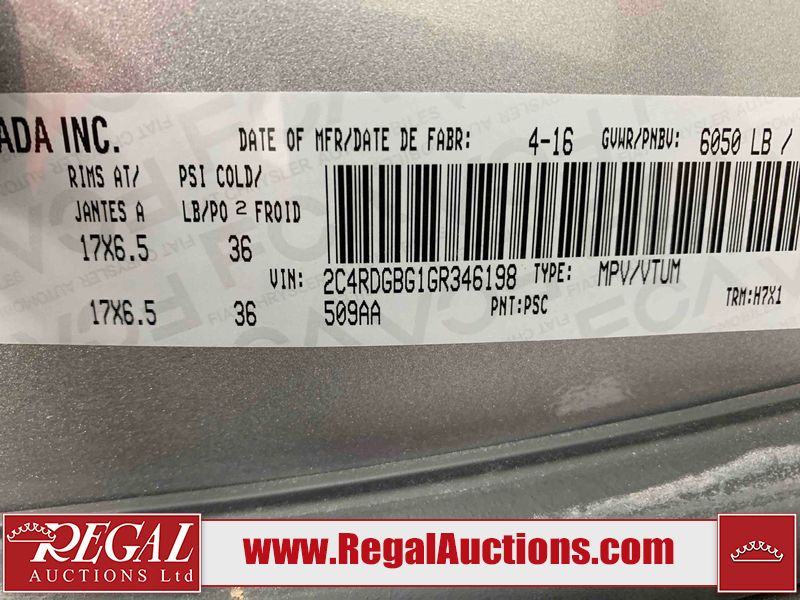 ADA INC. DATE OF MFR/DATE DE FABR: 4-16 GVWR/PNBV: 6050 LB /
RIMS AT/ PSI COLD/
JANTES A LB/PO 2 FROID
17X6.5 36
VIN: 2C4RDGBG1GR346198 TYPE: MPV/VTUM
17X6.5 36 509AA PNT:PSC TRM:H7X1
REGAL
AUCTIONS Ltd
www.RegalAuctions.com